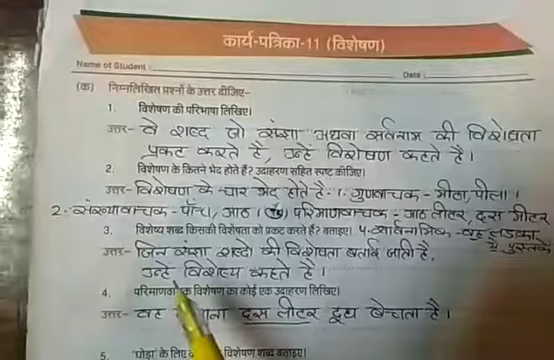 कार्य-पत्रिका-11 (विशेषण)
Name of Student
Date :
(क) निम्नलिखित प्रश्नों के उत्तर दीजिए-
1. विशेषण की परिभाषा लिखिए।
उत्तर- वे शब्द जो संज्ञा अथवा सर्वनाम की विशेषता
प्रकट करते है, उन्हें विशेषण कहते है।
2. विशेषण के कितने भेद होते हैं? उदाहरण सहित स्पष्ट कीजिए।
उत्तर- विशेषण के चार भेद होते है- 1. गुणवाचक - मीठा, पीला।
2. संख्यावाचक - पाँच, आठ। (3) परिमाणवाचक - आठ लीटर, दस मीटर
3. विशेष्य शब्द किसकी विशेषता को प्रकट करते हैं? बताइए। 4. सार्वनामिक - वह लड़का
ये पुस्तकें
उत्तर- जिन संज्ञा शब्दो की विशेषता बताई जाती है,
उन्हें विशेष्य कहते है।
4. विशेषण का कोई एक उदाहरण लिखिए।
उत्तर- वह दस लीटर दूध बेचता है।
5. 'घोड़ा' के लिए विशेषण शब्द बताइए।